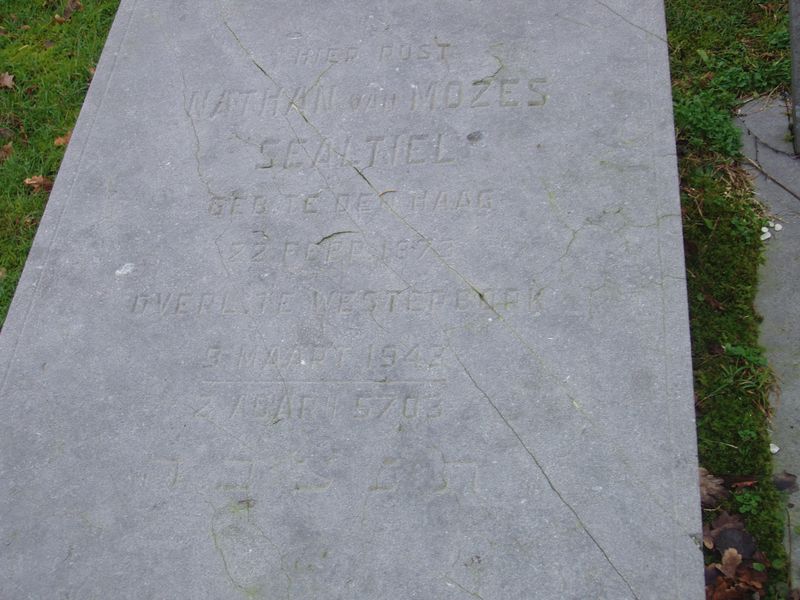 HIER RUST
NATHAN van MOZES
SEALTIEL
GEB. TE DEN HAAG
22 FEBR.
OVERL. TE WESTERBORK
9 MAART 1943
2 ADAR I 5703
ת נ צ ב ה